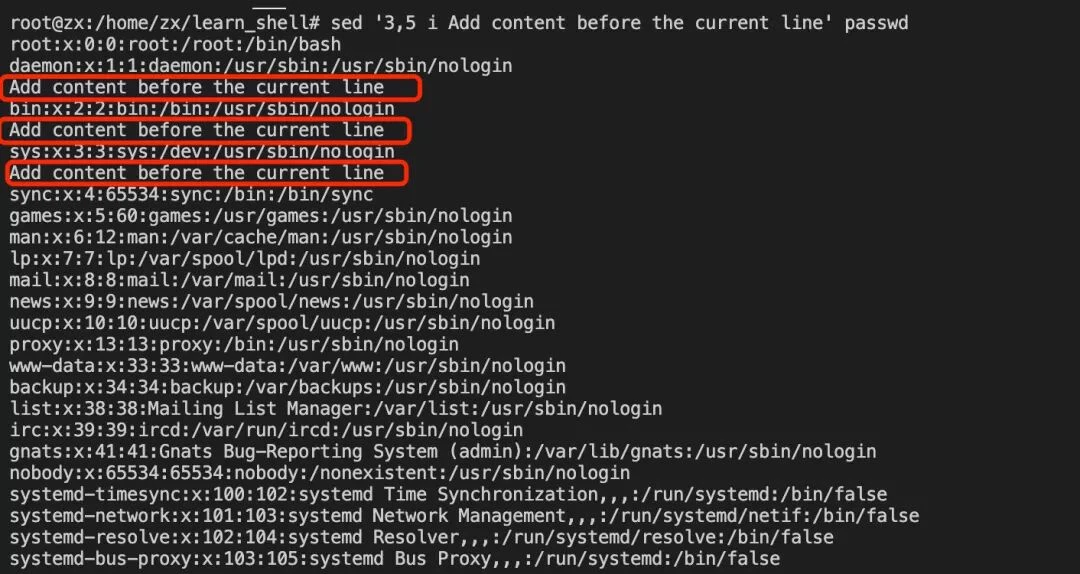 root@zx:/home/zx/learn_shell# sed '3,5 i Add content before the current line' passwd
root:x:0:0:root:/root:/bin/bash
daemon:x:1:1:daemon:/usr/sbin:/usr/sbin/nologin
Add content before the current line
bin:x:2:2:bin:/bin:/usr/sbin/nologin
Add content before the current line
sys:x:3:3:sys:/dev:/usr/sbin/nologin
Add content before the current line
sync:x:4:65534:sync:/bin:/bin/sync
games:x:5:60:games:/usr/games:/usr/sbin/nologin
man:x:6:12:man:/var/cache/man:/usr/sbin/nologin
lp:x:7:7:lp:/var/spool/lpd:/usr/sbin/nologin
mail:x:8:8:mail:/var/mail:/usr/sbin/nologin
news:x:9:9:news:/var/spool/news:/usr/sbin/nologin
uucp:x:10:10:uucp:/var/spool/uucp:/usr/sbin/nologin
proxy:x:13:13:proxy:/bin:/usr/sbin/nologin
www-data:x:33:33:www-data:/var/www:/usr/sbin/nologin
backup:x:34:34:backup:/var/backups:/usr/sbin/nologin
list:x:38:38:Mailing List Manager:/var/list:/usr/sbin/nologin
irc:x:39:39:ircd:/var/run/ircd:/usr/sbin/nologin
gnats:x:41:41:Gnats Bug-Reporting System (admin):/var/lib/gnats:/usr/sbin/nologin
nobody:x:65534:65534:nobody:/nonexistent:/usr/sbin/nologin
systemd-timesync:x:100:102:systemd Time Synchronization,,,:/run/systemd:/bin/false
systemd-network:x:101:103:systemd Network Management,,,:/run/systemd/netif:/bin/false
systemd-resolve:x:102:104:systemd Resolver,,,:/run/systemd/resolve:/bin/false
systemd-bus-proxy:x:103:105:systemd Bus Proxy,,,:/run/systemd:/bin/false